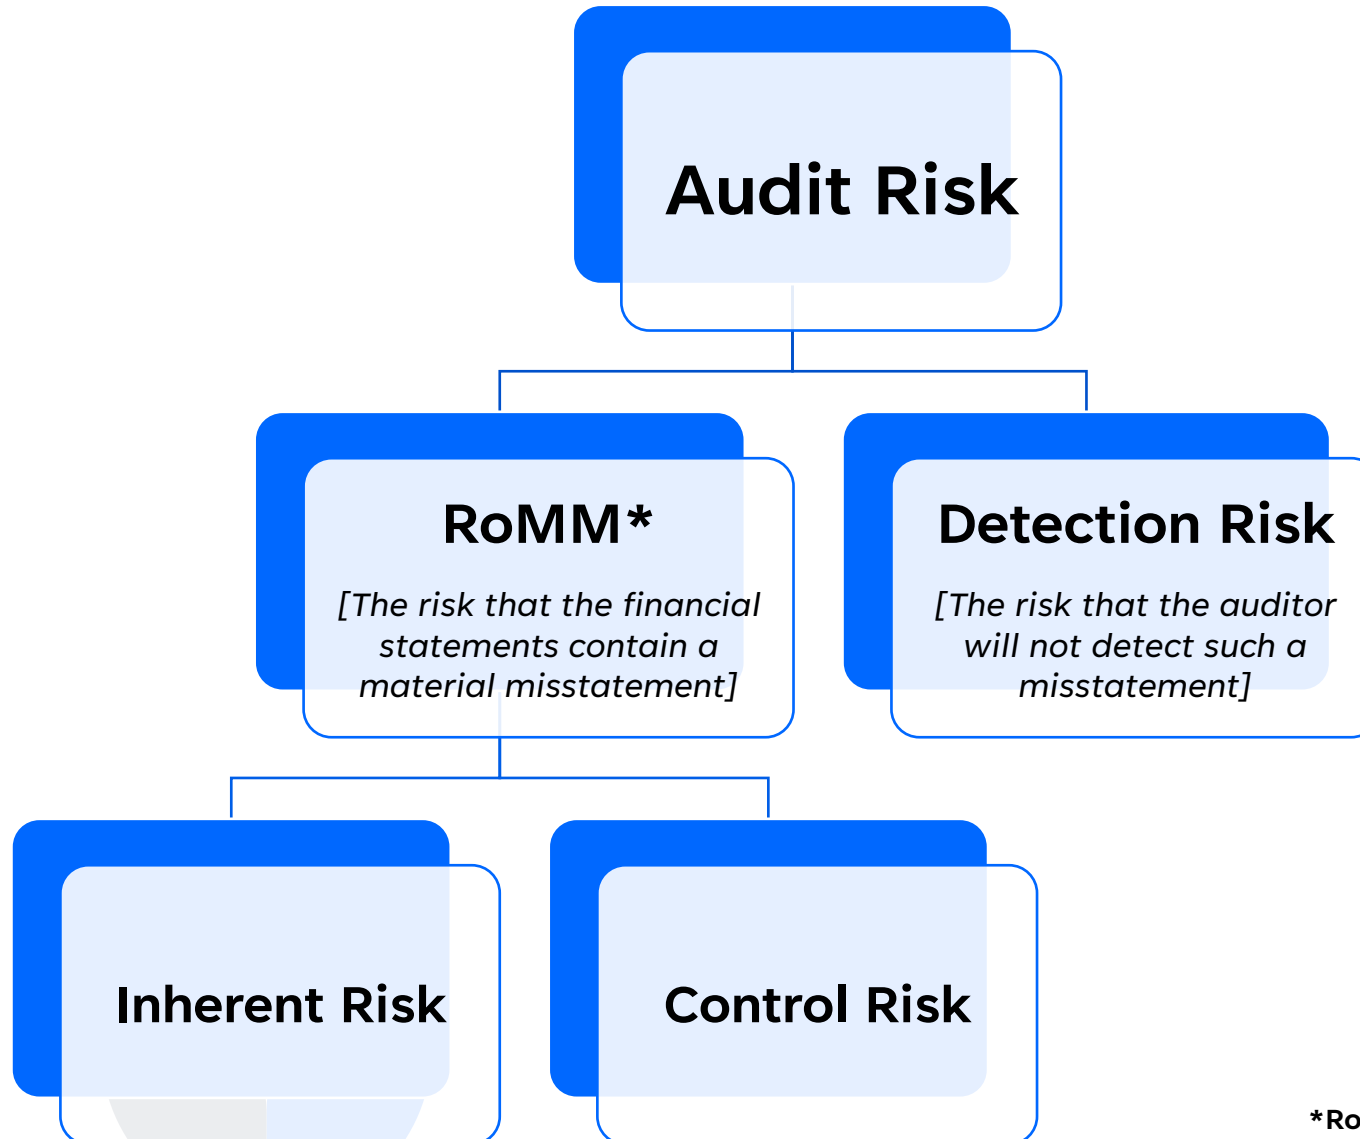 Audit Risk
RoMM*
[The risk that the financial
statements contain a
material misstatement]
Detection Risk
[The risk that the auditor
will not detect such a
misstatement]
Inherent Risk
Control Risk
*Ro